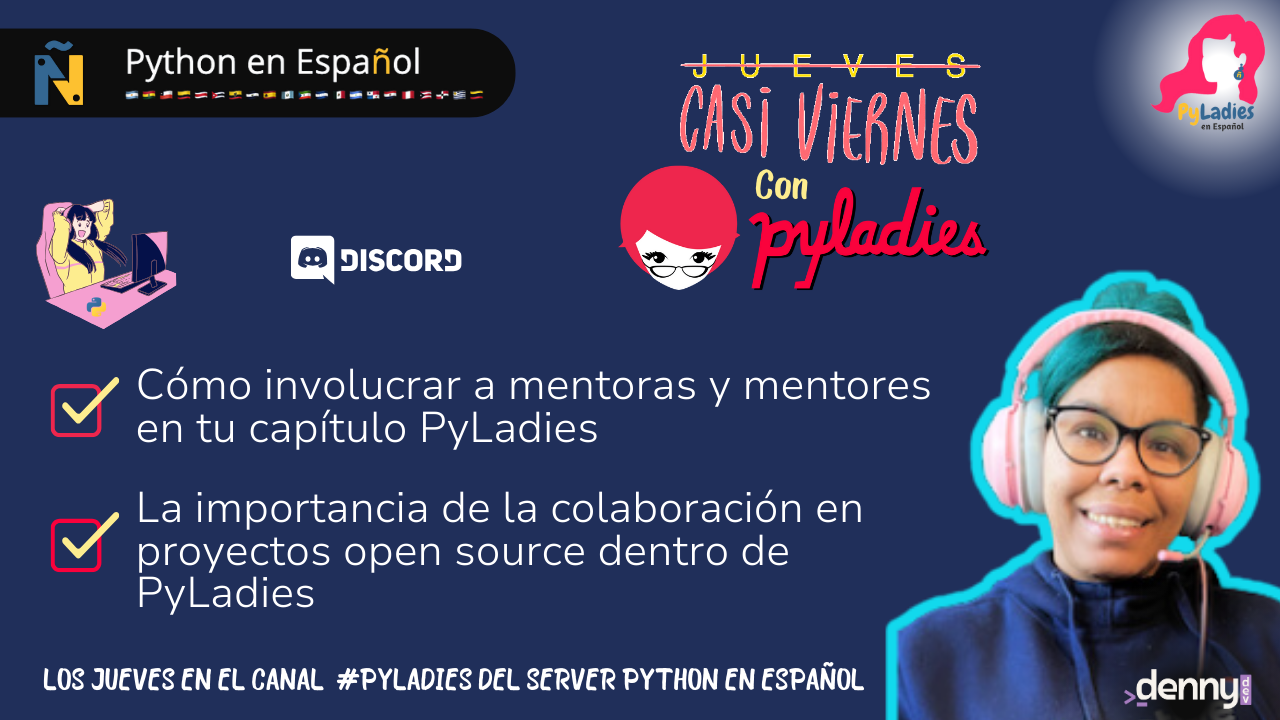 Ñ
Python en Español
JUEVES
CASI VIERNES
Con
pyladies
ñ
PyLadies
en Español
DISCORD
Cómo involucrar a mentoras y mentores
en tu capítulo PyLadies
La importancia de la colaboración en
proyectos open source dentro de
PyLadies
LOS JUEVES EN EL CANAL #PYLADIES DEL SERVER PYTHON EN ESPAÑOL
>_denny dev